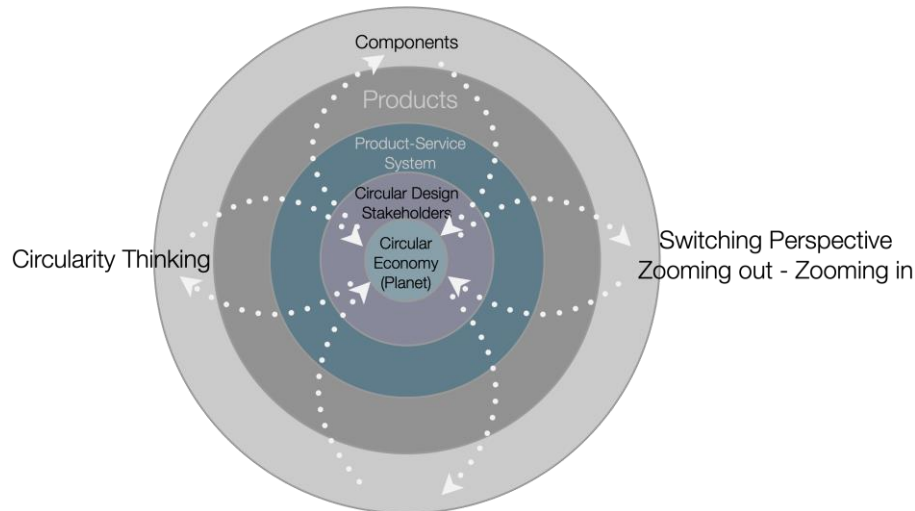 Components
Products
Product-Service
System
Circular Design
Stakeholders
Circular
Economy
(Planet)
Circularity Thinking
Switching Perspective
Zooming out - Zooming in